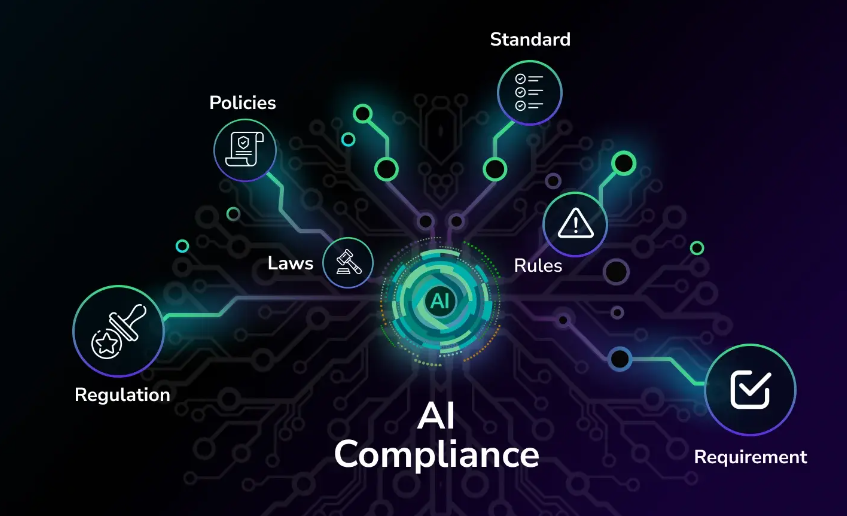 Standard
Policies
Laws
Rules
AI
Regulation
AI
Compliance
Requirement